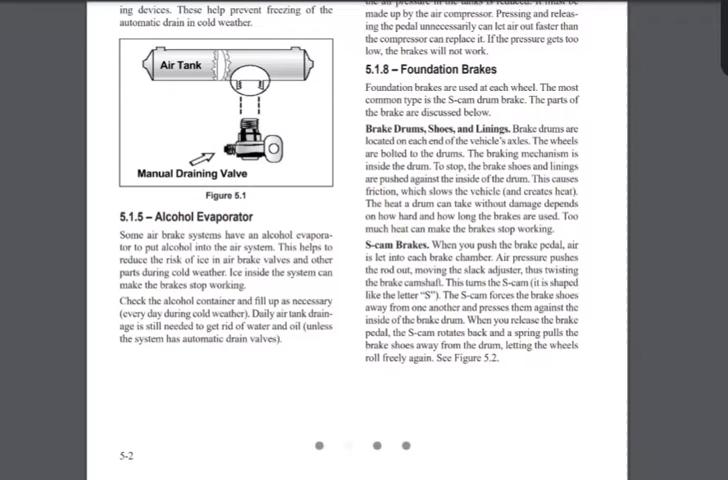 ing devices. These help prevent freezing of the
automatic drain in cold weather.
Air Tank
Manual Draining Valve
Figure 5.1
5.1.5 – Alcohol Evaporator
Some air brake systems have an alcohol evapora-
tor to put alcohol into the air system. This helps to
reduce the risk of ice in air brake valves and other
parts during cold weather. Ice inside the system can
make the brakes stop working.
Check the alcohol container and fill up as necessary
(every day during cold weather). Daily air tank drain-
age is still needed to get rid of water and oil (unless
the system has automatic drain valves).
the air pressure in the tanks is reduced. It must be
made up by the air compressor. Pressing and releas-
ing the pedal unnecessarily can let air out faster than
the compressor can replace it. If the pressure gets too
low, the brakes will not work.
5.1.8 – Foundation Brakes
Foundation brakes are used at each wheel. The most
common type is the S-cam drum brake. The parts of
the brake are discussed below.
Brake Drums, Shoes, and Linings. Brake drums are
located on each end of the vehicle's axles. The wheels
are bolted to the drums. The braking mechanism is
inside the drum. To stop, the brake shoes and linings
are pushed against the inside of the drum. This causes
friction, which slows the vehicle (and creates heat).
The heat a drum can take without damage depends
on how hard and how long the brakes are used. Too
much heat can make the brakes stop working.
S-cam Brakes. When you push the brake pedal, air
is let into each brake chamber. Air pressure pushes
the rod out, moving the slack adjuster, thus twisting
the brake camshaft. This turns the S-cam (it is shaped
like the letter “S”). The S-cam forces the brake shoes
away from one another and presses them against the
inside of the brake drum. When you release the brake
pedal, the S-cam rotates back and a spring pulls the
brake shoes away from the drum, letting the wheels
roll freely again. See Figure 5.2.
5-2